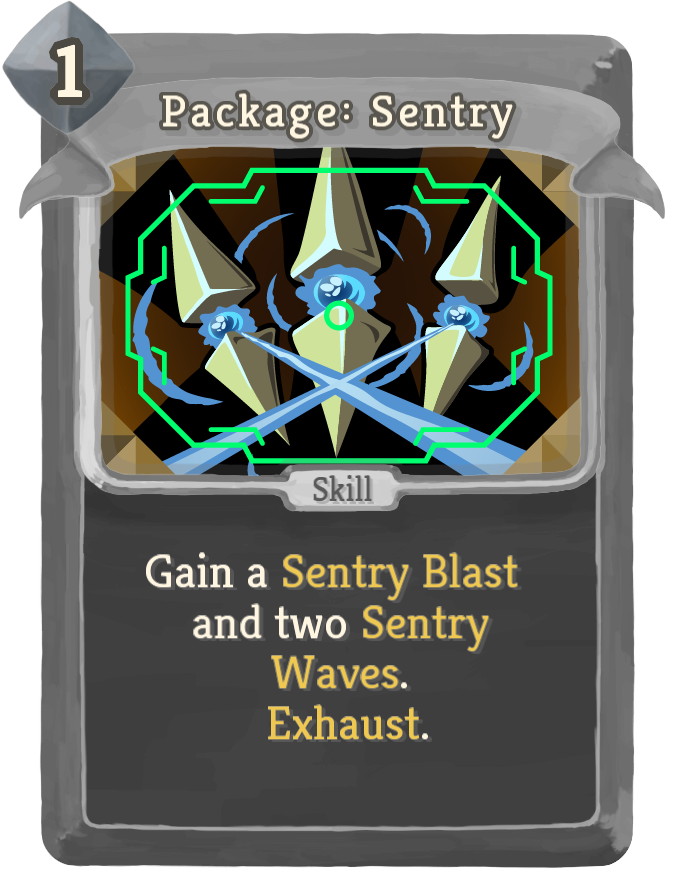 1
Package: Sentry
Skill
Gain a Sentry Blast
and two Sentry
Waves.
Exhaust.